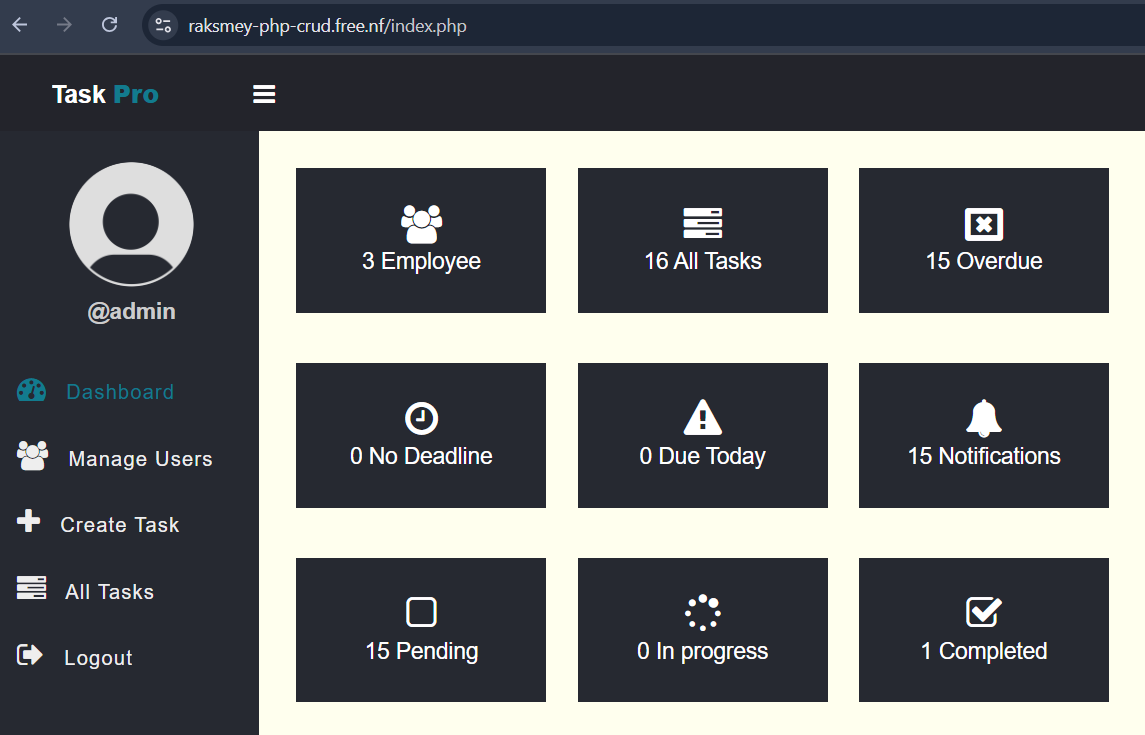 raksmey-php-crud.free.nf/index.php
Task Pro
@admin
Dashboard
Manage Users
Create Task
All Tasks
Logout
3 Employee
16 All Tasks
15 Overdue
0 No Deadline
0 Due Today
15 Notifications
15 Pending
0 In progress
1 Completed